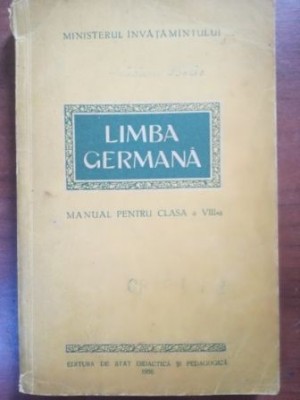 MINISTERUL ÎNVĂȚĂMÎNTULUI
LIMBA
GERMANĂ
MANUAL PENTRU CLASA a VIII-a
EDITURA DE STAT DIDACTICĂ ȘI PEDAGOGICĂ